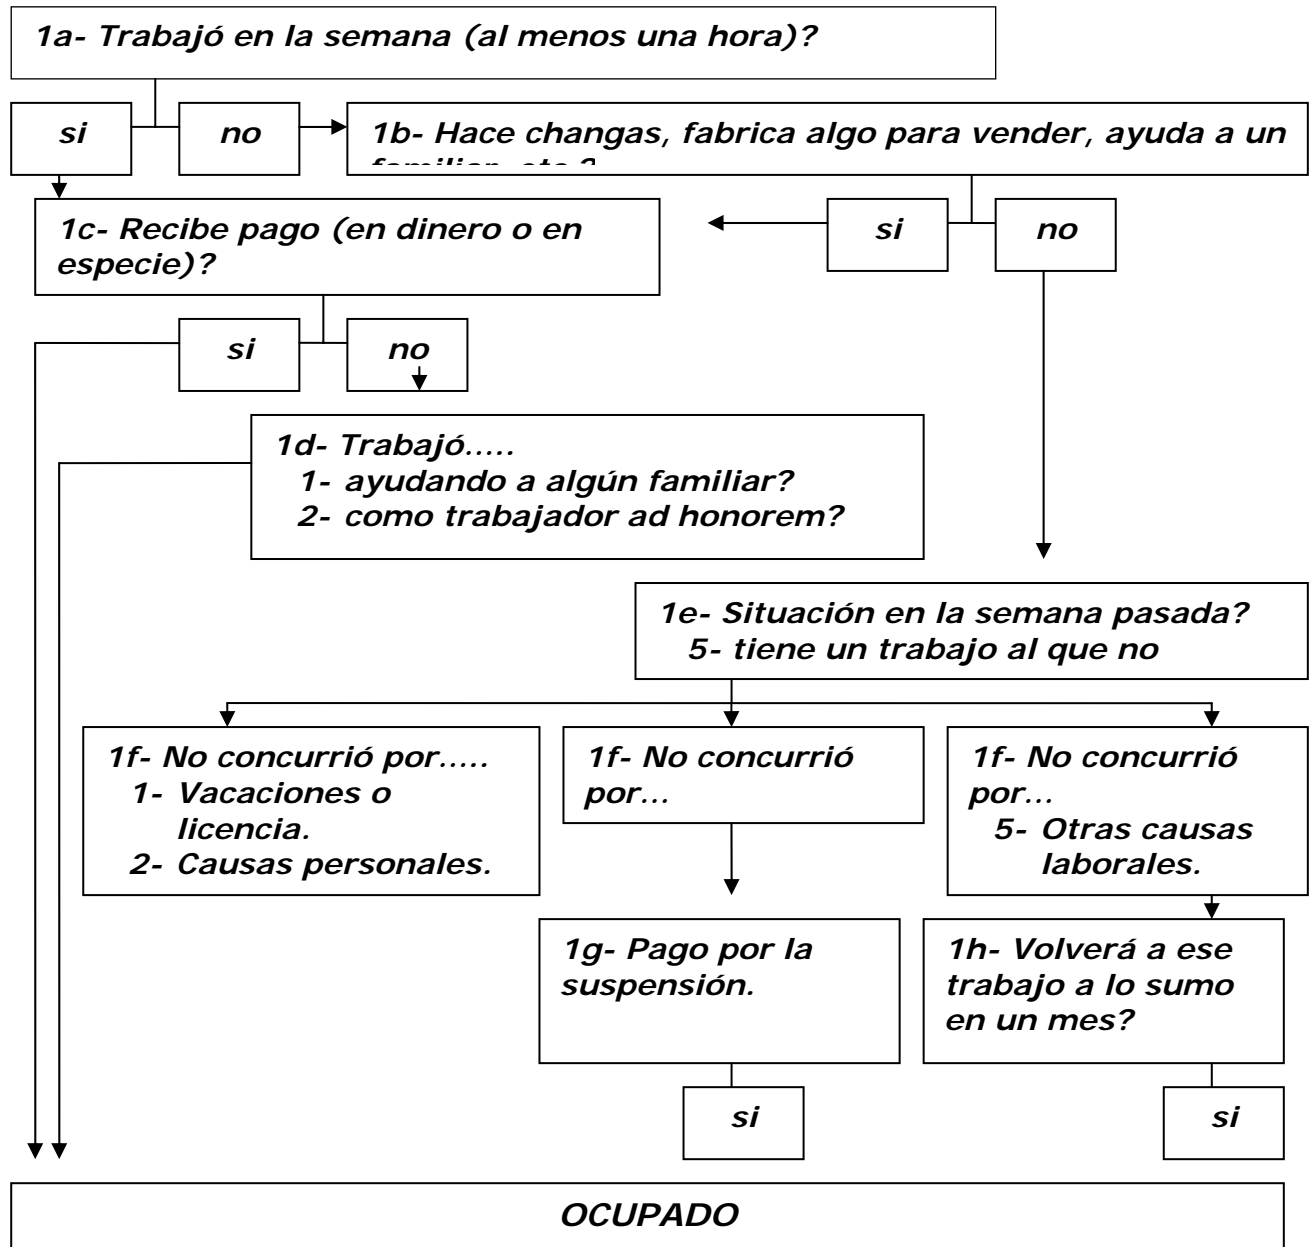 1a- Trabajó en la semana (al menos una hora)?
si
no
1b- Hace changas, fabrica algo para vender, ayuda a un
familiar, etc.?
1c- Recibe pago (en dinero o en
especie)?
si
no
si
no
1d- Trabajó.....
1- ayudando a algún familiar?
2- como trabajador ad honorem?
1e- Situación en la semana pasada?
5- tiene un trabajo al que no
1f- No concurrió por.....
1- Vacaciones o
licencia.
2- Causas personales.
1f- No concurrió
por...
1f- No concurrió
por...
5- Otras causas
laborales.
1g- Pago por la
suspensión.
1h- Volverá a ese
trabajo a lo sumo
en un mes?
si
si
OCUPADO